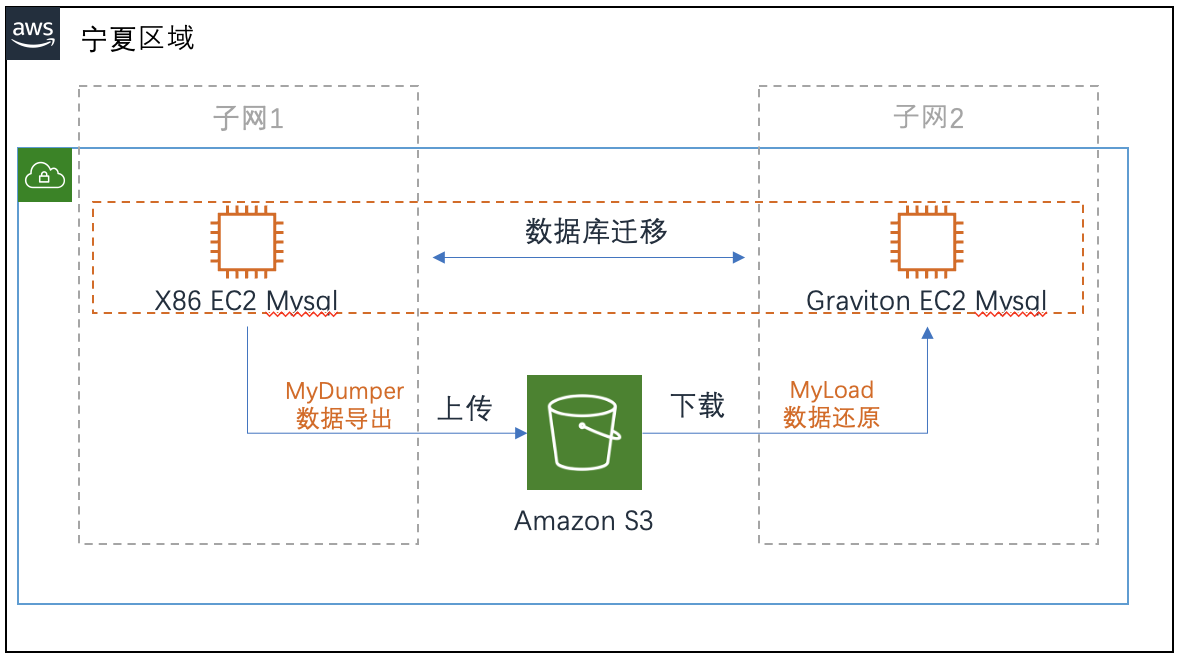 aws
宁夏区域
子网1
子网2
数据库迁移
X86 EC2 Mysql
Graviton EC2 Mysql
MyDumper
数据导出
上传
下载
MyLoad
数据还原
Amazon S3